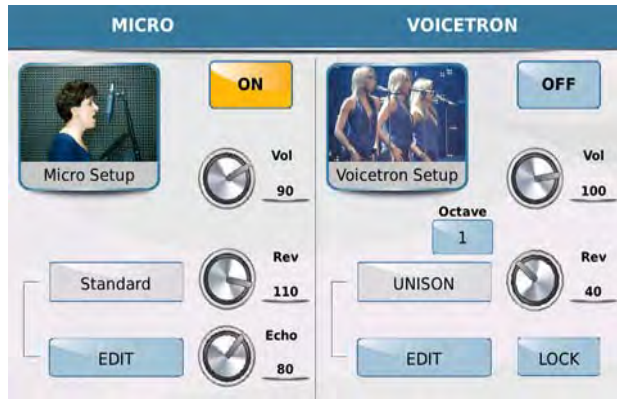 MICRO
ON
Micro Setup
Vol
90
Standard
Rev
110
EDIT
Echo
80
VOICETRON
OFF
Voicetron Setup
Vol
100
Octave
1
UNISON
Rev
40
EDIT
LOCK